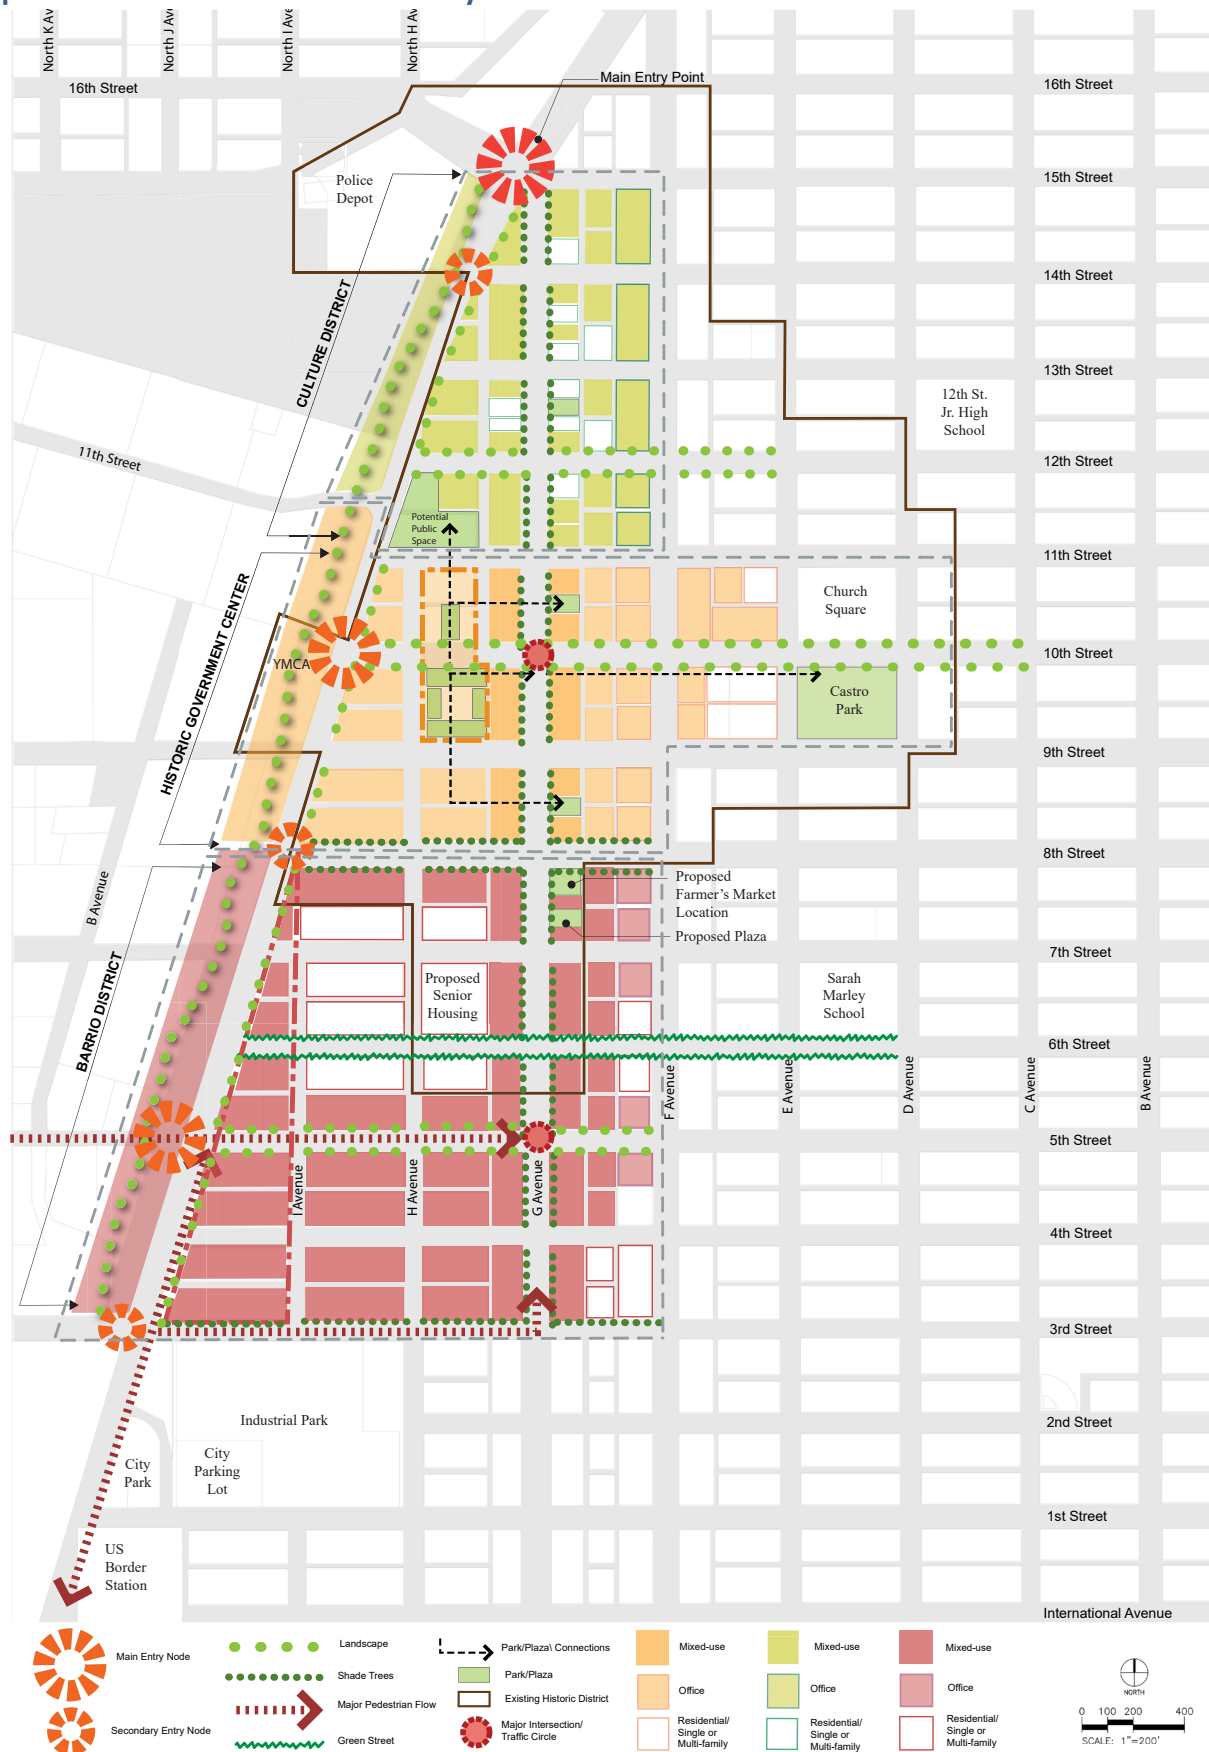 North K Av
North J Av
North I Ave
North H Av
16th Street
Main Entry Point
16th Street
Police
Depot
15th Street
14th Street
CULTURE DISTRICT
13th Street
12th St.
Jr. High
School
11th Street
12th Street
Potential
Public
Space
11th Street
HISTORIC GOVERNMENT CENTER
Church
Square
YMCA
10th Street
Castro
Park
9th Street
8th Street
B Avenue
Proposed
Farmer's Market
Location
Proposed Plaza
BARRIO DISTRICT
7th Street
Proposed
Senior
Housing
Sarah
Marley
School
6th Street
F Avenue
E Avenue
D Avenue
C Avenue
B Avenue
5th Street
I Avenue
H Avenue
G Avenue
4th Street
3rd Street
Industrial Park
2nd Street
City
Park
City
Parking
Lot
1st Street
US
Border
Station
International Avenue
Main Entry Node
Secondary Entry Node
Landscape
Shade Trees
Major Pedestrian Flow
Green Street
Park/Plaza\ Connections
Park/Plaza
Existing Historic District
Major Intersection/
Traffic Circle
Mixed-use
Office
Residential/
Single or
Multi-family
Mixed-use
Office
Residential/
Single or
Multi-family
Mixed-use
Office
Residential/
Single or
Multi-family
NORTH
0 100 200 400
SCALE: 1"=200'